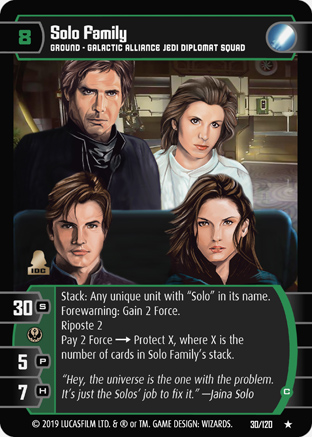 8
Solo Family
GROUND - GALACTIC ALLIANCE JEDI DIPLOMAT SQUAD
IDC
30 S
5 P
7 H
Stack: Any unique unit with “Solo” in its name.
Forewarning: Gain 2 Force.
Riposte 2
Pay 2 Force → Protect X, where X is the
number of cards in Solo Family’s stack.
“Hey, the universe is the one with the problem.
It’s just the Solos’ job to fix it.” —Jaina Solo
C
© 2019 LUCASFILM LTD. & ® or TM. GAME DESIGN: WIZARDS.
30/120 ★